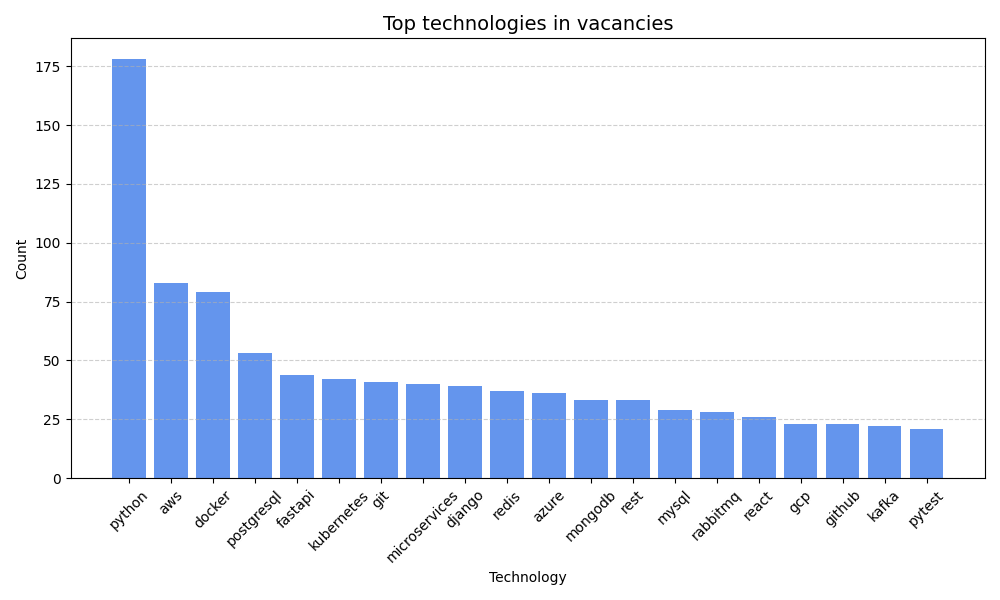 Top technologies in vacancies
Count
175
150
125
100
75
50
25
0
python
aws
docker
postgresql
fastapi
kubernetes
git
microservices
django
redis
azure
mongodb
rest
mysql
rabbitmq
react
gcp
github
kafka
pytest
Technology